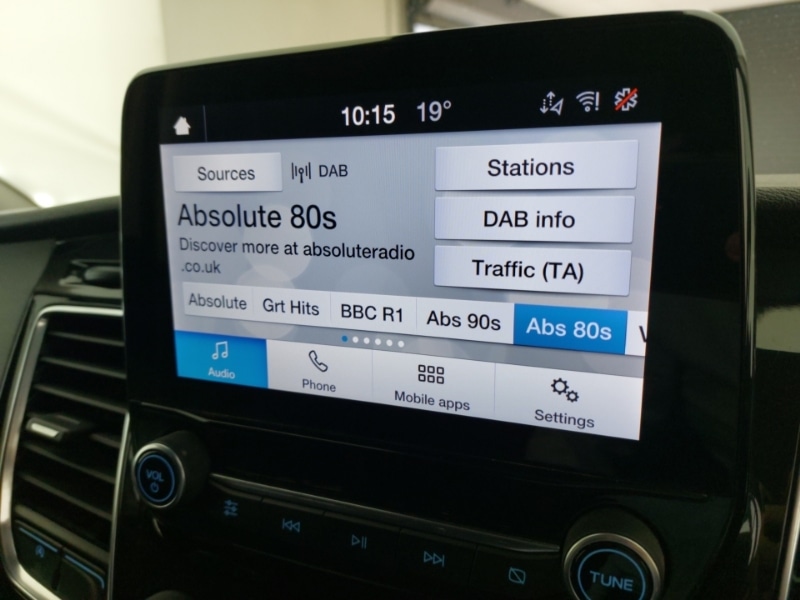 10:15 19°
Sources DAB
Stations
Absolute 80s
DAB info
Discover more at absoluteradio
.co.uk
Traffic (TA)
Absolute Grt Hits BBC R1 Abs 90s Abs 80s
Audio Phone Mobile apps Settings
VOL
TUNE